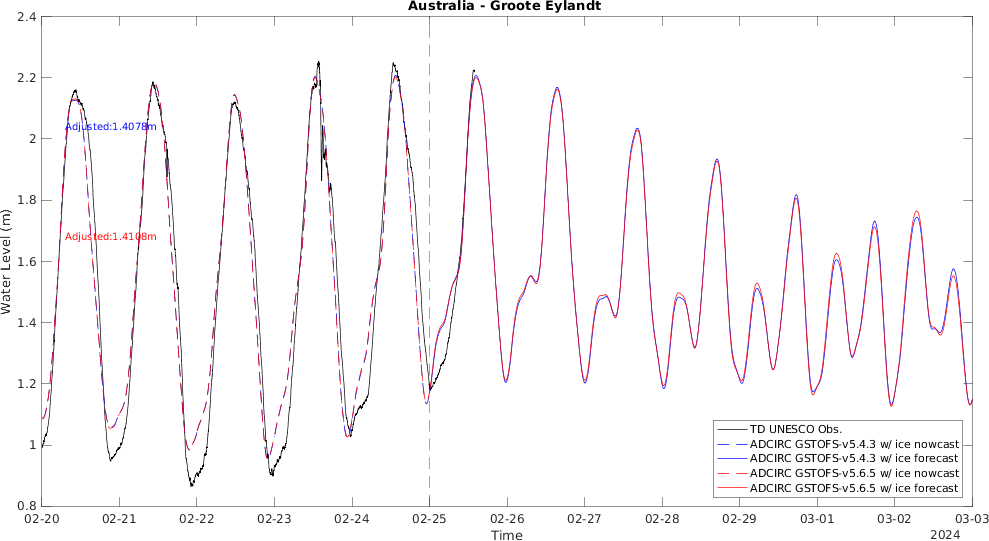 Australia - Groote Eylandt
2.4
2.2
2
1.8
1.6
1.4
1.2
1
0.8
Water Level (m)
Adjusted:1.4078m
Adjusted:1.4108m
TD UNESCO Obs.
ADCIRC GSTOFS-v5.4.3 w/ ice nowcast
ADCIRC GSTOFS-v5.4.3 w/ ice forecast
ADCIRC GSTOFS-v5.6.5 w/ ice nowcast
ADCIRC GSTOFS-v5.6.5 w/ ice forecast
02-20 02-21 02-22 02-23 02-24 02-25 02-26 02-27 02-28 02-29 03-01 03-02 03-03
Time
2024